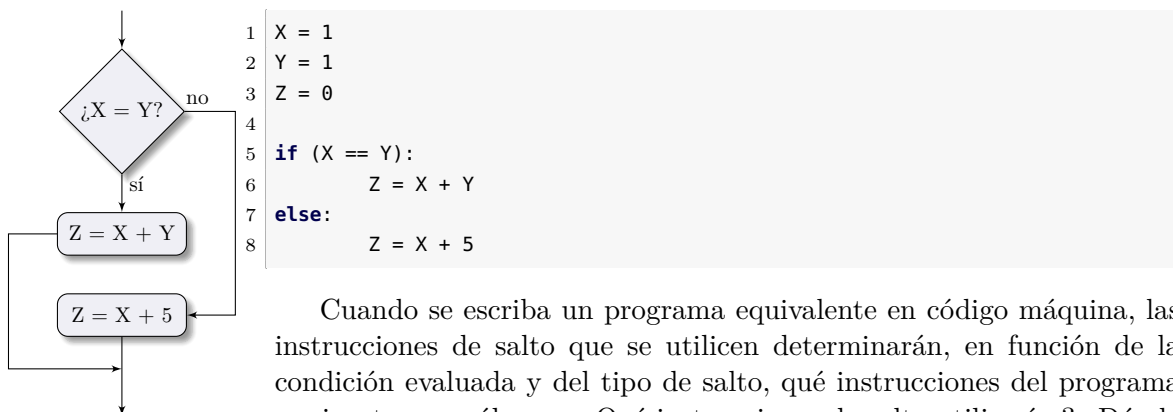 ¿X = Y?
no
sí
Z = X + Y
Z = X + 5
1 X = 1
2 Y = 1
3 Z = 0
4
5 if (X == Y):
6 Z = X + Y
7 else:
8 Z = X + 5
Cuando se escriba un programa equivalente en código máquina, las
instrucciones de salto que se utilicen determinarán, en función de la
condición evaluada y del tipo de salto, qué instrucciones del programa